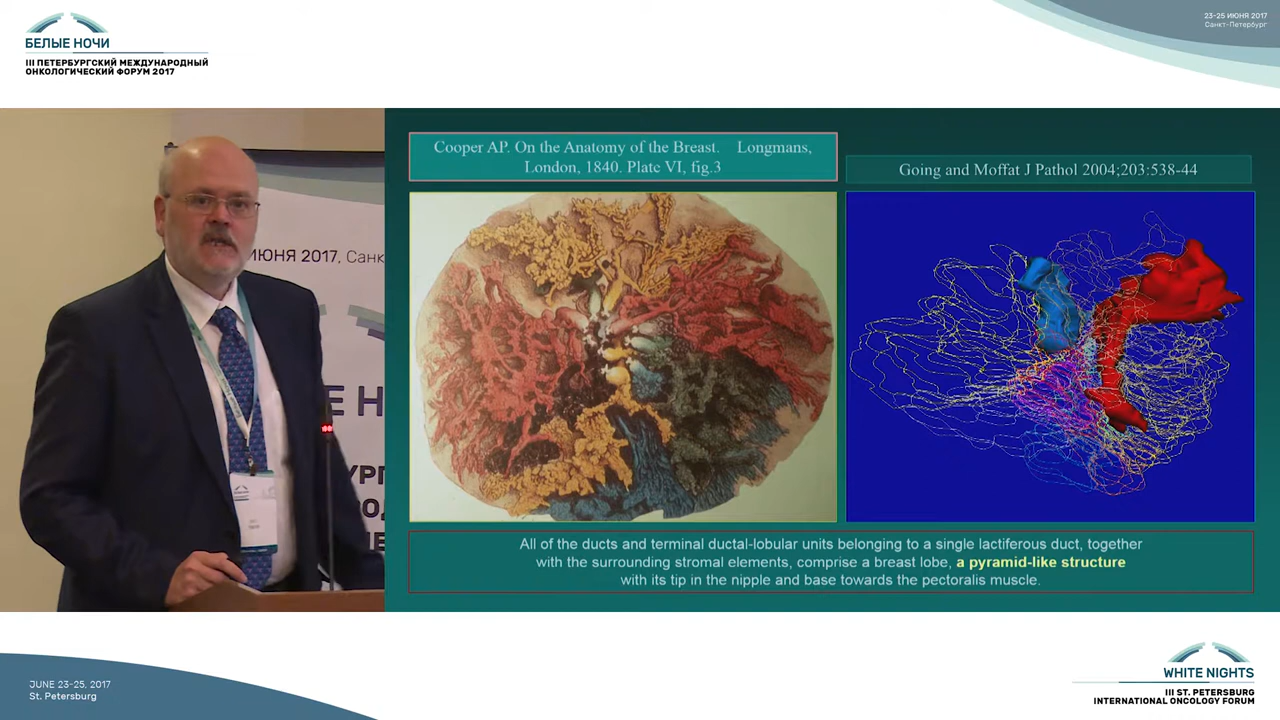 БЕЛЫЕ НОЧИ
III ПЕТЕРБУРГСКИЙ МЕЖДУНАРОДНЫЙ
ОНКОЛОГИЧЕСКИЙ ФОРУМ 2017
23-25 ИЮНЯ 2017
Санкт-Петербург
ИЮНЯ 2017, Санк
Е Н
УРГ
ОД
Cooper AP. On the Anatomy of the Breast. Longmans,
London, 1840. Plate VI, fig.3
Going and Moffat J Pathol 2004;203:538-44
All of the ducts and terminal ductal-lobular units belonging to a single lactiferous duct, together
with the surrounding stromal elements, comprise a breast lobe, a pyramid-like structure
with its tip in the nipple and base towards the pectoralis muscle.
JUNE 23-25, 2017
St. Petersburg
WHITE NIGHTS
III ST. PETERSBURG
INTERNATIONAL ONCOLOGY FORUM